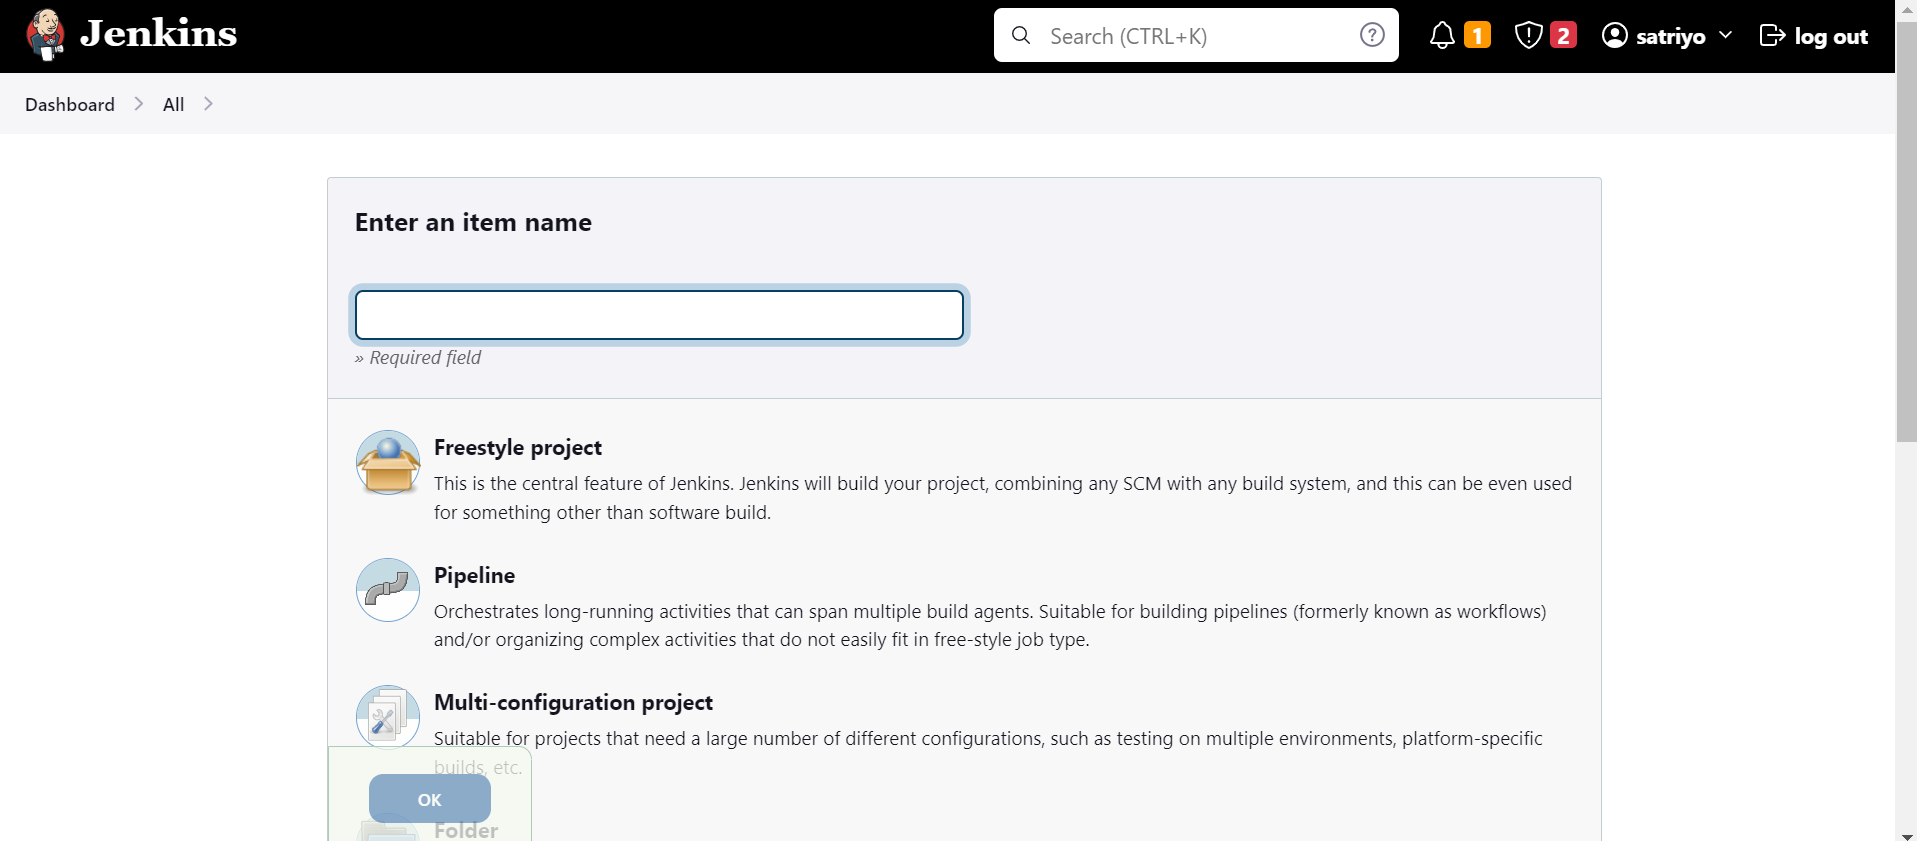 Jenkins
Search (CTRL+K)
?
1
2
satriyo
log out
Dashboard
All
Enter an item name
» Required field
Freestyle project
This is the central feature of Jenkins. Jenkins will build your project, combining any SCM with any build system, and this can be even used
for something other than software build.
Pipeline
Orchestrates long-running activities that can span multiple build agents. Suitable for building pipelines (formerly known as workflows)
and/or organizing complex activities that do not easily fit in free-style job type.
Multi-configuration project
Suitable for projects that need a large number of different configurations, such as testing on multiple environments, platform-specific
builds, etc.
OK
Folder